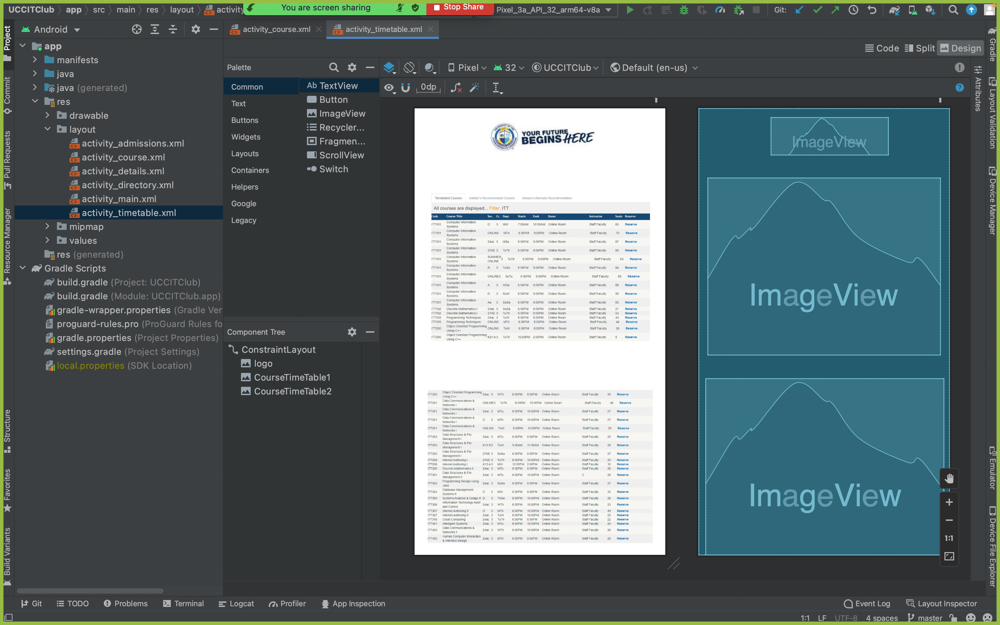 UCCITClub app src main res layout activity
You are screen sharing Stop Share
Pixel_3a_API_32_arm64-v8a Git:
Project
Commit
Pull Requests
Resource Manager
Structure
Favorites
Build Variants
Android
app
manifests
java
java (generated)
res
drawable
layout
activity_admissions.xml
activity_course.xml
activity_details.xml
activity_directory.xml
activity_main.xml
activity_timetable.xml
mipmap
values
res (generated)
Gradle Scripts
build.gradle (Project: UCCITClub)
build.gradle (Module: UCCITClub.app)
gradle-wrapper.properties (Gradle Ver
proguard-rules.pro (ProGuard Rules fo
gradle.properties (Project Properties)
settings.gradle (Project Settings)
local.properties (SDK Location)
activity_course.xml activity_timetable.xml
Code Split Design
Palette
Common
Text
Buttons
Widgets
Layouts
Containers
Helpers
Google
Legacy
Ab TextView
Button
ImageView
Recycler...
Fragmen...
ScrollView
Switch
Component Tree
ConstraintLayout
logo
CourseTimeTable1
CourseTimeTable2
Pixel 32 UCCITClub Default (en-us)
0dp
YOUR FUTURE
BEGINS HERE
Timetabled Courses Advisor's Recommended Courses Advisor's Alternate Recommendation
All courses are displayed... Filter: ITT
Code Course Title Sec. Cr. Days Starts Ends Room Instructor Seats Reserve
ITT101 Computer Information Systems O 3 MW 7:00AM 10:00AM Online Room Staff Faculty 80 Reserve
ITT101 Computer Information Systems ONLIN3 MTh 6:00PM 9:00PM Online Room Staff Faculty 70 Reserve
ITT101 Computer Information Systems 24ac 3 MSa 6:00PM 9:00PM Online Room Staff Faculty 87 Reserve
ITT101 Computer Information Systems 27AE 3 TuTh 6:00PM 9:00PM Online Room Staff Faculty 89 Reserve
ITT101 Computer Information Systems SUMMER ONLINE 3 TuTh 6:00PM 9:00PM Online Room Staff Faculty 64 Reserve
ITT101 Computer Information Systems R 3 TuSa 6:00PM 9:00PM Online Room Staff Faculty 84 Reserve
ITT101 Computer Information Systems ONLINE3 SuTu 6:00PM 9:00PM Online Room Staff Faculty 89 Reserve
ITT101 Computer Information Systems A 3 WSa 6:00PM 9:00PM Online Room Staff Faculty 88 Reserve
ITT101 Computer Information Systems D 3 SuW 6:00PM 9:00PM Online Room Staff Faculty 90 Reserve
ITT101 Computer Information Systems Aa 3 SuSa 6:00PM 9:00PM Online Room Staff Faculty 83 Reserve
ITT102 Discrete Mathematics I 24ac 3 SuSa 6:00PM 8:00PM Online Room Staff Faculty 21 Reserve
ITT102 Discrete Mathematics I 27AE 3 TuTh 6:00PM 8:00PM Online Room Staff Faculty 24 Reserve
ITT103 Programming Techniques 24ac 3 TuW 6:00PM 8:00PM Online Room Staff Faculty 44 Reserve
ITT103 Programming Techniques ONLIN3 MTh 6:00PM 8:00PM Online Room Staff Faculty 44 Reserve
ITT200 Object Oriented Programming Using C++ ONLIN3 TuW 6:00PM 8:00PM Online Room Staff Faculty 26 Reserve
ITT200 Object Oriented Programming Using C++ K21 A 3 TuTh 12:00PM 2:00PM Online Room Staff Faculty 9 Reserve
ITT200 Object Oriented Programming Using C++ 24ac 3 WTh 6:00PM 8:00PM Online Room Staff Faculty 30 Reserve
ITT201 Data Communications & Networks I ONLINE3 TuTh 8:00PM 10:00PM Online Room Staff Faculty 49 Reserve
ITT201 Data Communications & Networks I 24ac 3 MTu 8:00PM 10:00PM Online Room Staff Faculty 27 Reserve
ITT201 Data Communications & Networks I O 3 MTh 8:00PM 10:00PM Online Room Staff Faculty 27 Reserve
ITT201 Data Communications & Networks I ONLIN3 TuW 8:00PM 10:00PM Online Room Staff Faculty 29 Reserve
ITT203 Data Structures & File Management I 24ac 3 MTu 6:00PM 8:00PM Online Room Staff Faculty 25 Reserve
ITT203 Data Structures & File Management I K13 B3 TuW 9:00AM 11:00AM Online Room Staff Faculty 28 Reserve
ITT203 Data Structures & File Management I 27AE 3 SuSa 6:00PM 8:00PM Online Room Staff Faculty 27 Reserve
ITT208 Internet Authoring I 27AE 3 TuTh 8:00PM 10:00PM Online Room Staff Faculty 25 Reserve
ITT208 Internet Authoring I K13 A 3 MW 12:00PM 2:00PM Online Room Staff Faculty 10 Reserve
ITT300 Discrete Mathematics II 24ac 3 MTu 6:00PM 8:00PM Online Room Staff Faculty 28 Reserve
ITT301 Data Structures & File Management II 24ac 3 MTu 8:00PM 10:00PM Online Room C 28 Reserve
ITT303 Programming Design Using Java 24ac 3 SuSa 6:00PM 8:00PM Online Room Staff Faculty 27 Reserve
ITT304 Database Management Systems II O 3 MW 6:00PM 8:00PM Online Room Staff Faculty 33 Reserve
ITT305 Systems Analysis & Design II D 3 ThSa 8:00PM 10:00PM Online Room Staff Faculty 26 Reserve
ITT306 Information Technology Audit and Control 24ac 3 WTh 8:00PM 10:00PM Online Room Staff Faculty 23 Reserve
ITT307 Internet Authoring II O 3 MTh 8:00PM 10:00PM Online Room Staff Faculty 49 Reserve
ITT307 Internet Authoring II 24ac 3 TuW 8:00PM 10:00PM Online Room Staff Faculty 25 Reserve
ITT318 Cloud Computing 24ac 3 TuTh 6:00PM 8:00PM Online Room Staff Faculty 22 Reserve
ITT401 Intelligent Systems 24ac 3 MTu 8:00PM 10:00PM Online Room Staff Faculty 29 Reserve
ITT403 Data Communications & Networks II 24ac 3 WTh 8:00PM 10:00PM Online Room Staff Faculty 26 Reserve
ITT405 Human Computer Interaction & Interface Design 24ac 3 MTh 6:00PM 8:00PM Online Room Staff Faculty 29 Reserve
ImageView
ImageView
ImageView
1:1
Gradle
Attributes
Layout Validation
Device Manager
Emulator
Device File Explorer
Git TODO Problems Terminal Logcat Profiler App Inspection Event Log Layout Inspector
1:1 LF UTF-8 4 spaces master